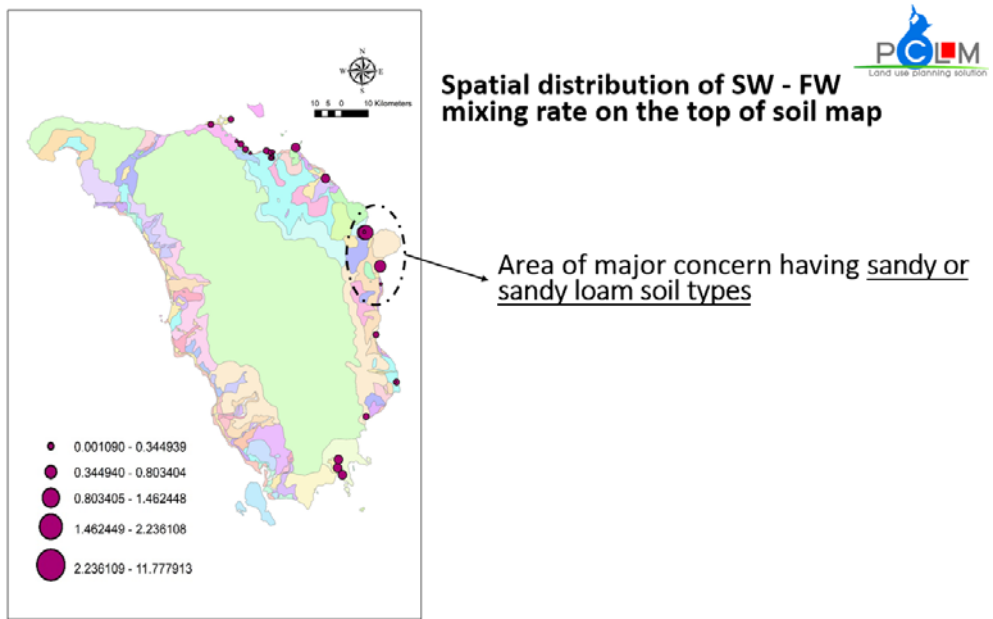 PCLM
Land use planning solution
Spatial distribution of SW - FW
mixing rate on the top of soil map
N
W E
S
10 5 0 10 Kilometers
Area of major concern having sandy or
sandy loam soil types
0.001090 - 0.344939
0.344940 - 0.803404
0.803405 - 1.462448
1.462449 - 2.236108
2.236109 - 11.777913